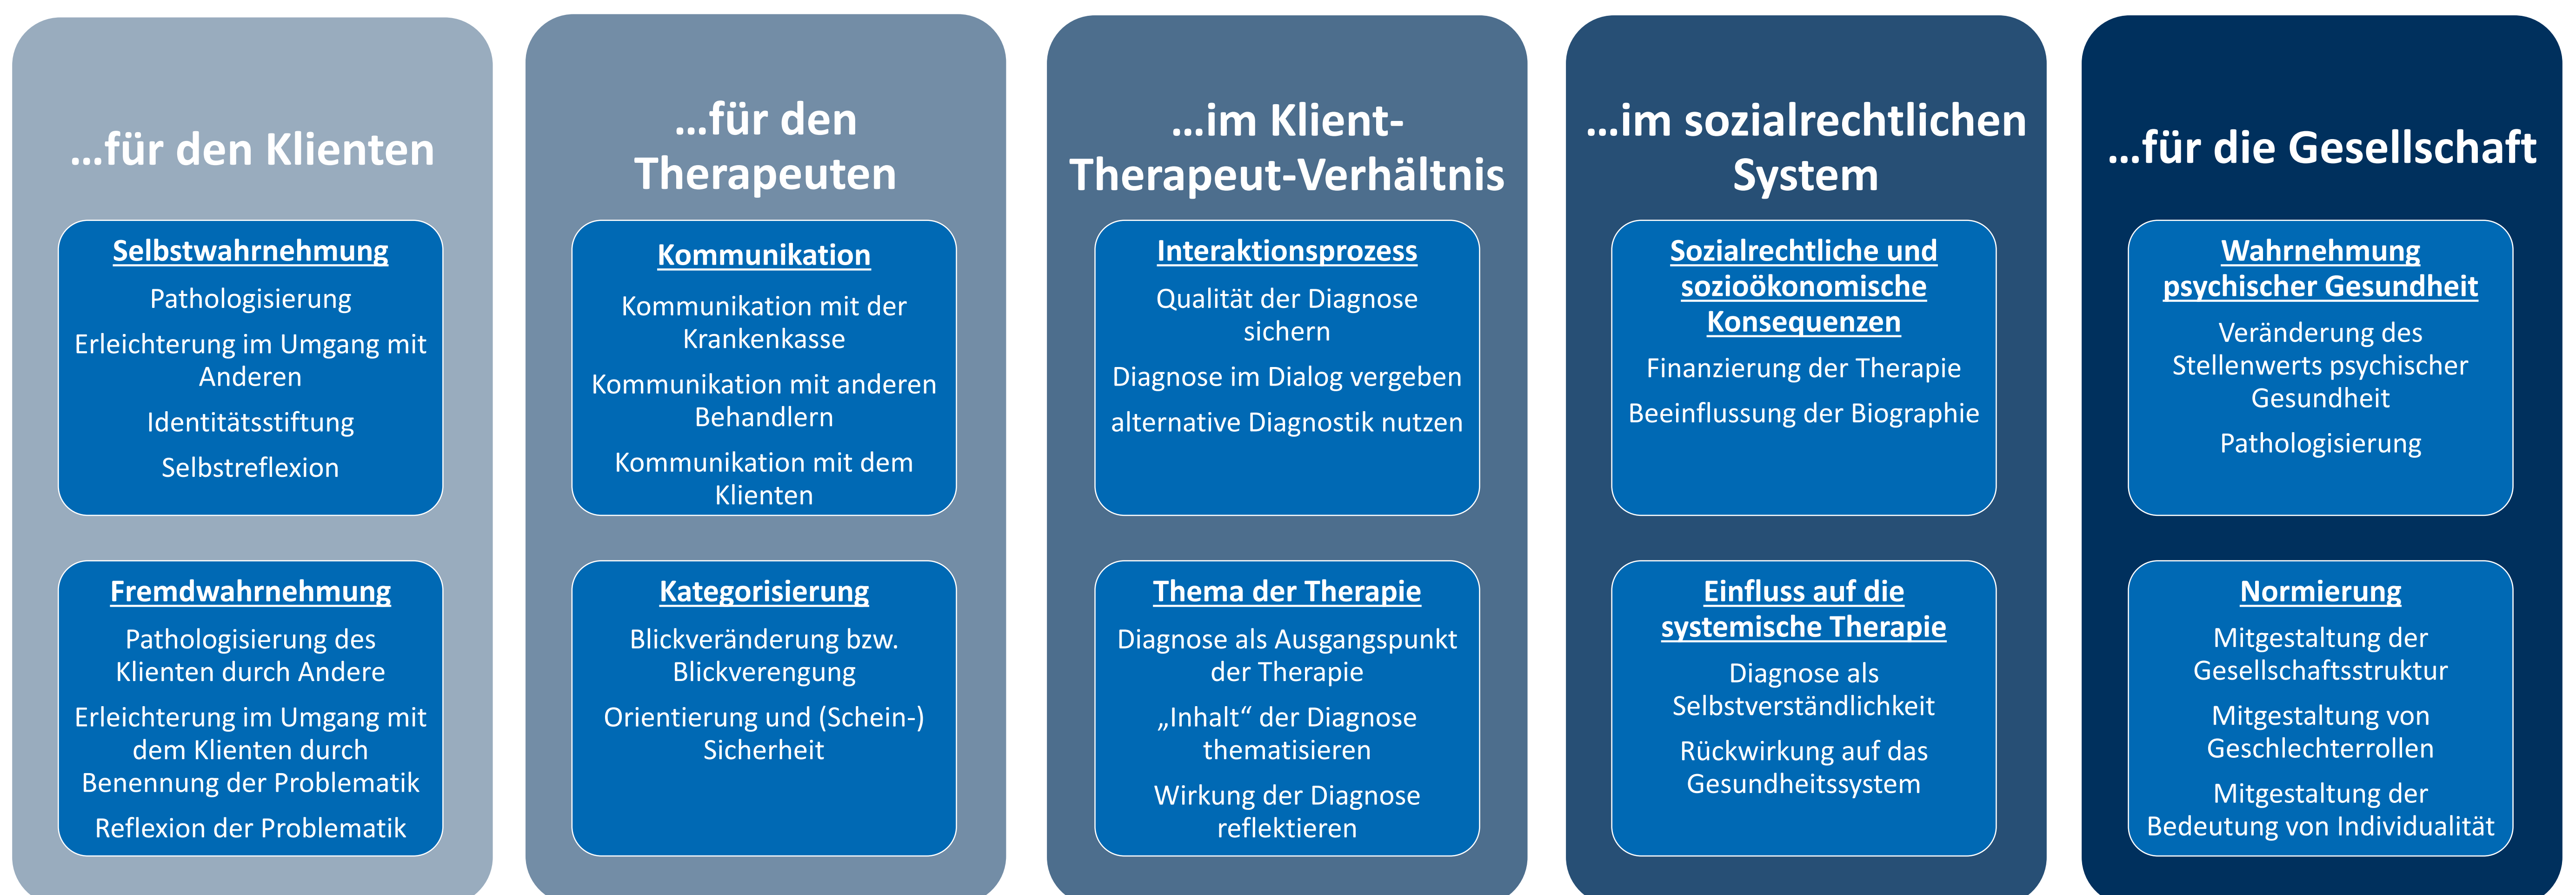 ...für den Klienten
Selbstwahrnehmung
Pathologisierung
Erleichterung im Umgang mit
Anderen
Identitätsstiftung
Selbstreflexion
Fremdwahrnehmung
Pathologisierung des
Klienten durch Andere
Erleichterung im Umgang mit
dem Klienten durch
Benennung der Problematik
Reflexion der Problematik
...für den
Therapeuten
Kommunikation
Kommunikation mit der
Krankenkasse
Kommunikation mit anderen
Behandlern
Kommunikation mit dem
Klienten
Kategorisierung
Blickveränderung bzw.
Blickverengung
Orientierung und (Schein-)
Sicherheit
...im Klient-
Therapeut-Verhältnis
Interaktionsprozess
Qualität der Diagnose
sichern
Diagnose im Dialog vergeben
alternative Diagnostik nutzen
Thema der Therapie
Diagnose als Ausgangspunkt
der Therapie
„Inhalt“ der Diagnose
thematisieren
Wirkung der Diagnose
reflektieren
...im sozialrechtlichen
System
Sozialrechtliche und
sozioökonomische
Konsequenzen
Finanzierung der Therapie
Beeinflussung der Biographie
Einfluss auf die
systemische Therapie
Diagnose als
Selbstverständlichkeit
Rückwirkung auf das
Gesundheitssystem
...für die Gesellschaft
Wahrnehmung
psychischer Gesundheit
Veränderung des
Stellenwerts psychischer
Gesundheit
Pathologisierung
Normierung
Mitgestaltung der
Gesellschaftsstruktur
Mitgestaltung von
Geschlechterrollen
Mitgestaltung der
Bedeutung von Individualität